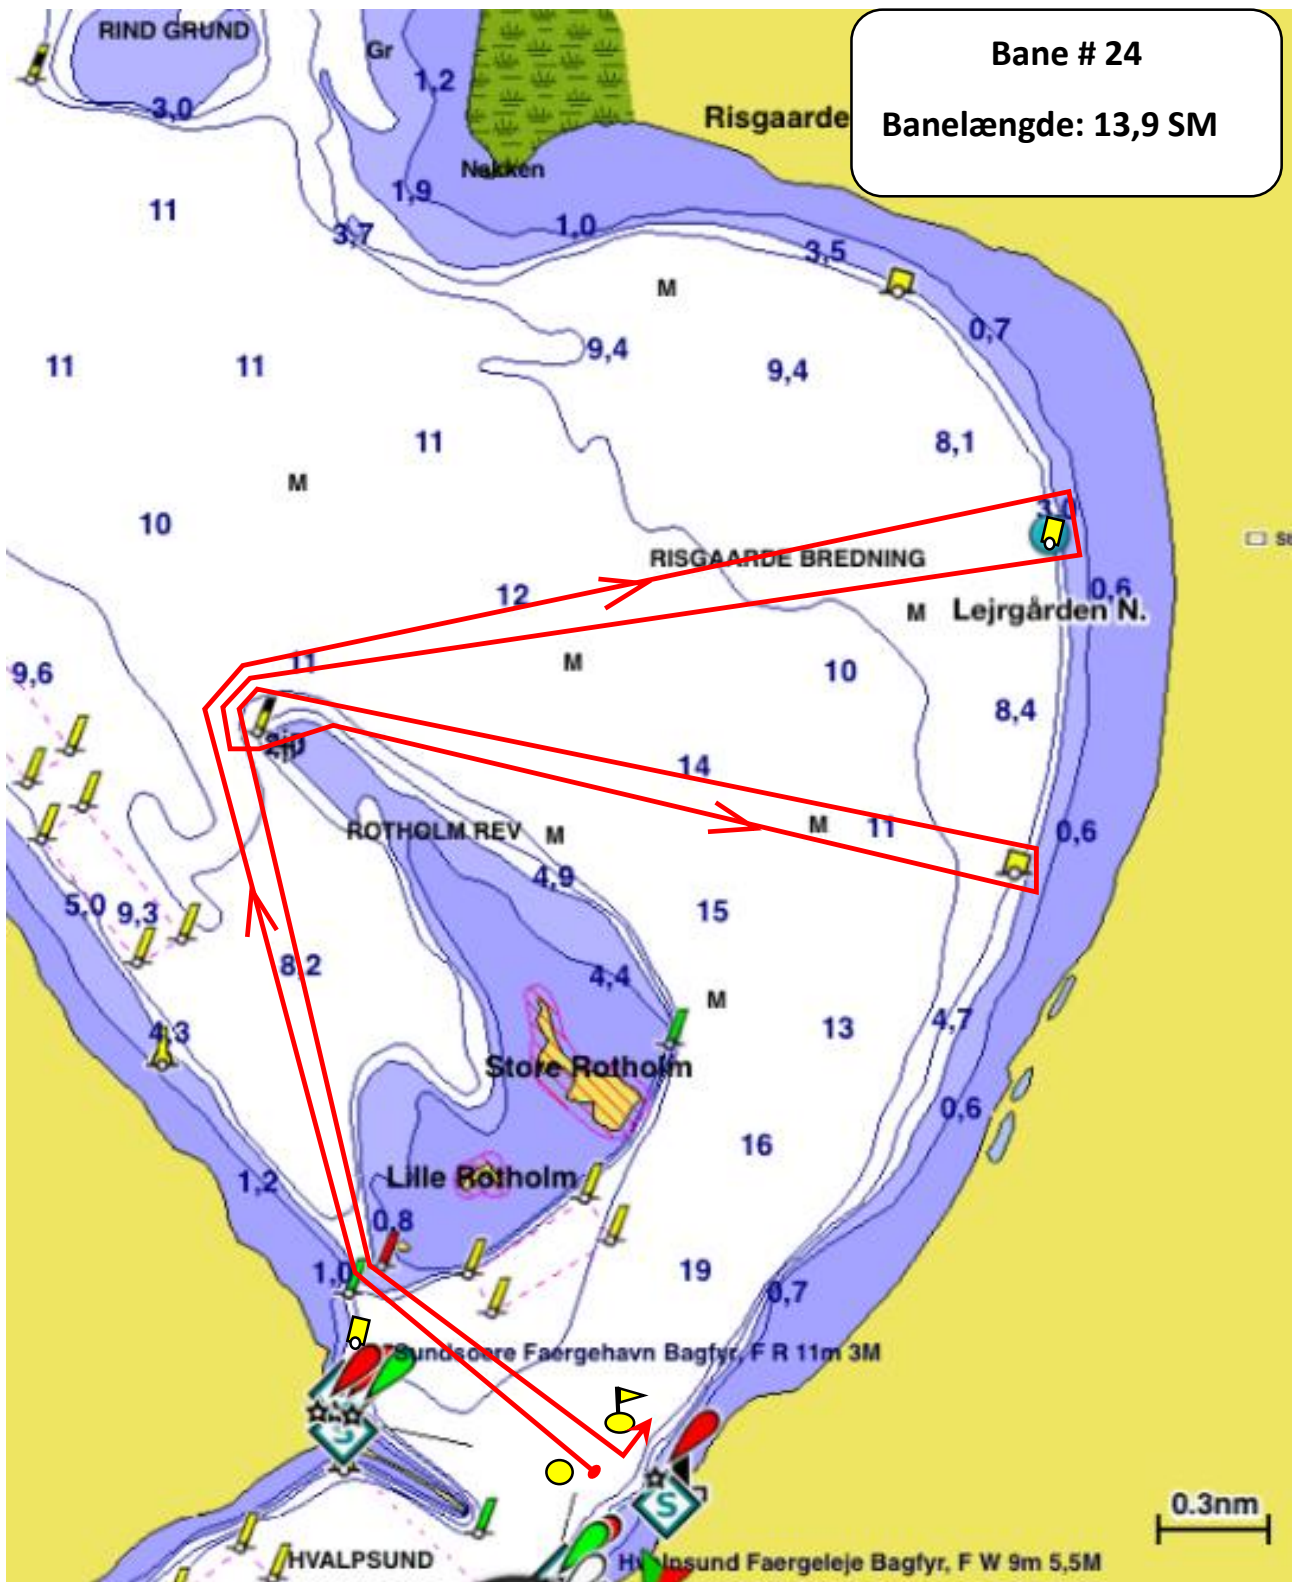 RIND GRUND
Gr
Bane # 24
1,2
3,0
Risgaarde
Banelængde: 13,9 SM
Nakken
1,9
11
3,7
1,0
3,5
M
0,7
9,4
11
11
9,4
11
8,1
M
10
3,0
RISGAARDE BREDNING
12
0,6
M
Lejrgården N.
11
M
9,6
10
8,4
14
ROTHOLM REV
M
M
11
0,6
4,9
5,0
9,3
15
8,2
4,4
M
4,3
13
4,7
Store Rotholm
0,6
16
Lille Rotholm
1,2
0,8
1,0
19
0,7
Sundsoere Faergehavn Bagfyr, F R 11m 3M
S
S
0.3nm
HVALPSUND
Hvalpsund Faergeleje Bagfyr, F W 9m 5,5M